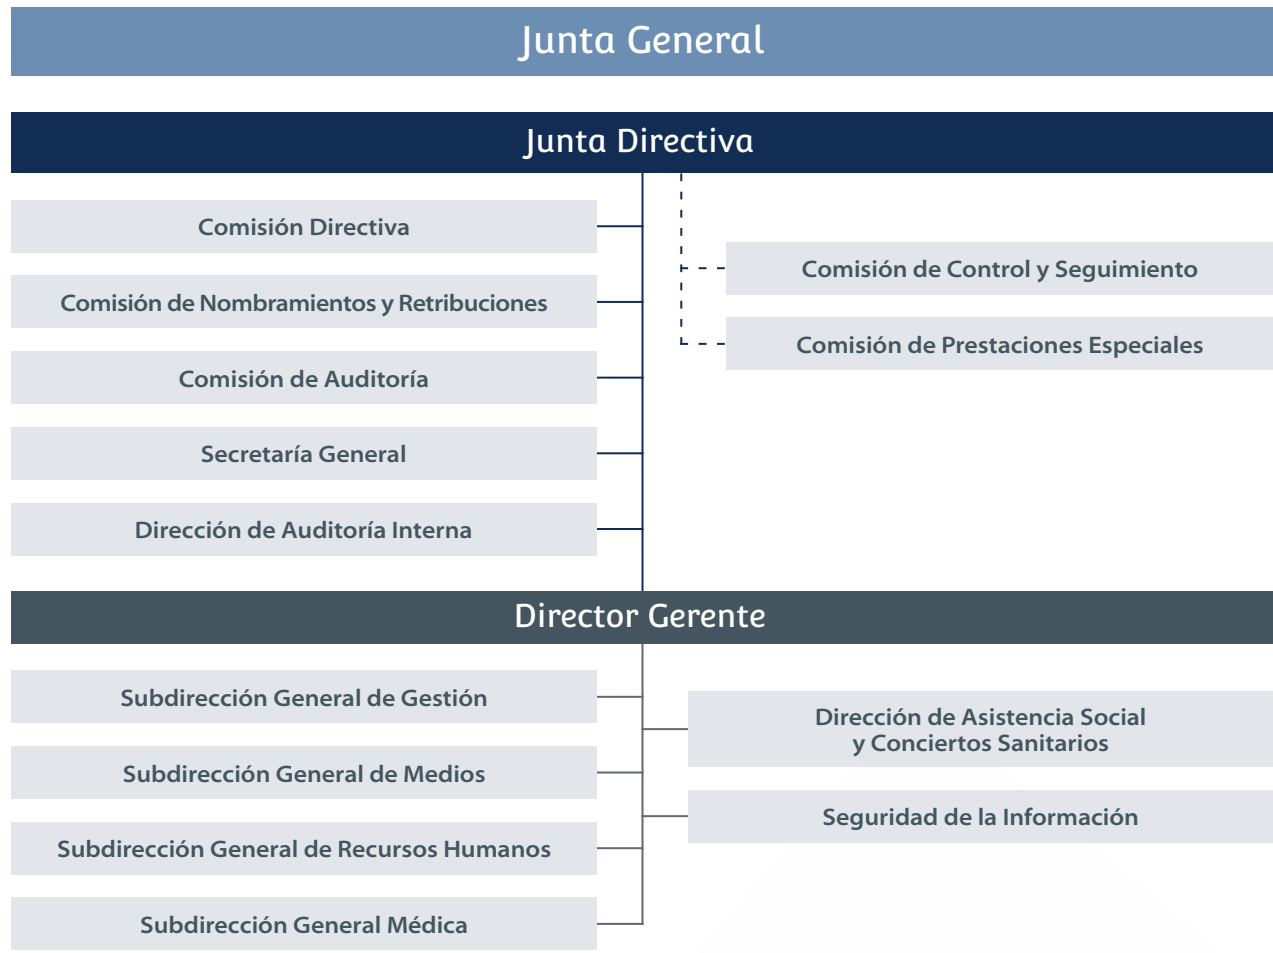 Junta General
Junta Directiva
Comisión Directiva
Comisión de Nombramientos y Retribuciones
Comisión de Auditoría
Secretaría General
Dirección de Auditoría Interna
Comisión de Control y Seguimiento
Comisión de Prestaciones Especiales
Director Gerente
Subdirección General de Gestión
Subdirección General de Medios
Subdirección General de Recursos Humanos
Subdirección General Médica
Dirección de Asistencia Social
y Conciertos Sanitarios
Seguridad de la Información